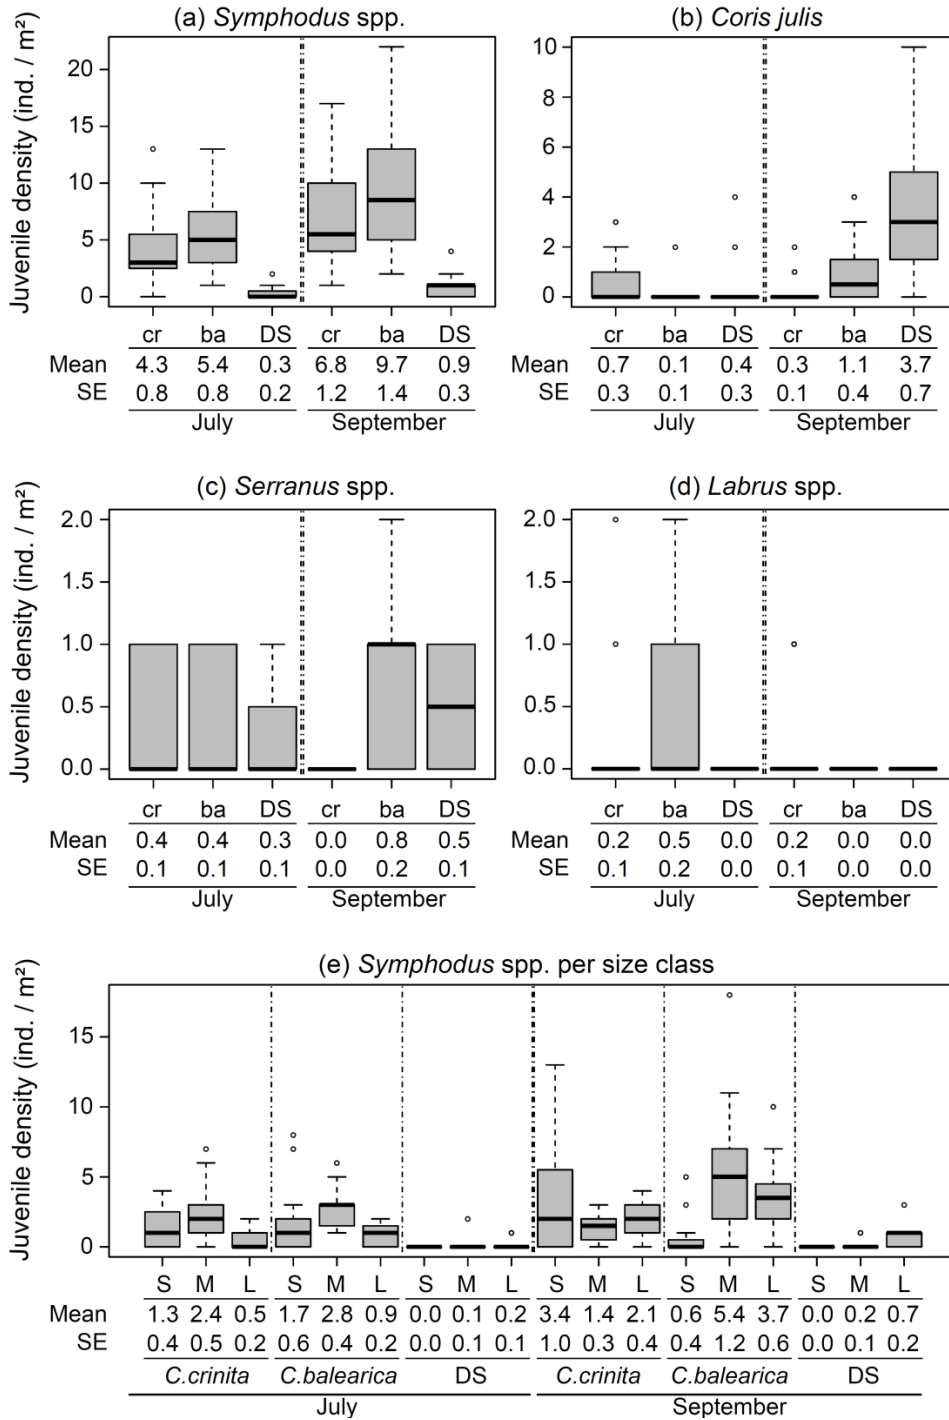 (a) Symphodus spp.
(b) Coris julis
Juvenile density (ind. / m²)
20
15
10
5
0
10
8
6
4
2
0
cr ba DS cr ba DS
Mean 4.3 5.4 0.3 6.8 9.7 0.9
SE 0.8 0.8 0.2 1.2 1.4 0.3
July September
cr ba DS cr ba DS
0.7 0.1 0.4 0.3 1.1 3.7
0.3 0.1 0.3 0.1 0.4 0.7
July September
(c) Serranus spp.
(d) Labrus spp.
Juvenile density (ind. / m²)
2.0
1.5
1.0
0.5
0.0
2.0
1.5
1.0
0.5
0.0
cr ba DS cr ba DS
Mean 0.4 0.4 0.3 0.0 0.8 0.5
SE 0.1 0.1 0.1 0.0 0.2 0.1
July September
cr ba DS cr ba DS
Mean 0.2 0.5 0.0 0.2 0.0 0.0
SE 0.1 0.2 0.0 0.1 0.0 0.0
July September
(e) Symphodus spp. per size class
Juvenile density (ind. / m²)
15
10
5
0
S M L S M L S M L S M L S M L S M L
Mean 1.3 2.4 0.5 1.7 2.8 0.9 0.0 0.1 0.2 3.4 1.4 2.1 0.6 5.4 3.7 0.0 0.2 0.7
SE 0.4 0.5 0.2 0.6 0.4 0.2 0.0 0.1 0.1 1.0 0.3 0.4 0.4 1.2 0.6 0.0 0.1 0.2
C.crinita C.balearica DS C.crinita C.balearica DS
July September